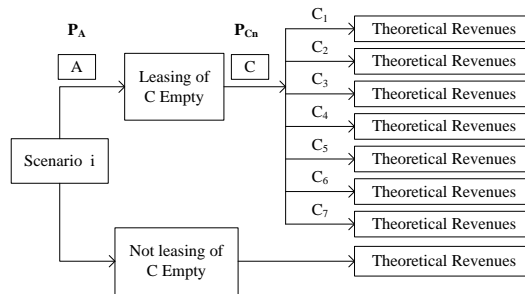 P_A
P_Cn
A
C
Leasing of
C Empty
Scenario i
Not leasing of
C Empty
C₁
Theoretical Revenues
C₂
Theoretical Revenues
C₃
Theoretical Revenues
C₄
Theoretical Revenues
C₅
Theoretical Revenues
C₆
Theoretical Revenues
C₇
Theoretical Revenues
Theoretical Revenues